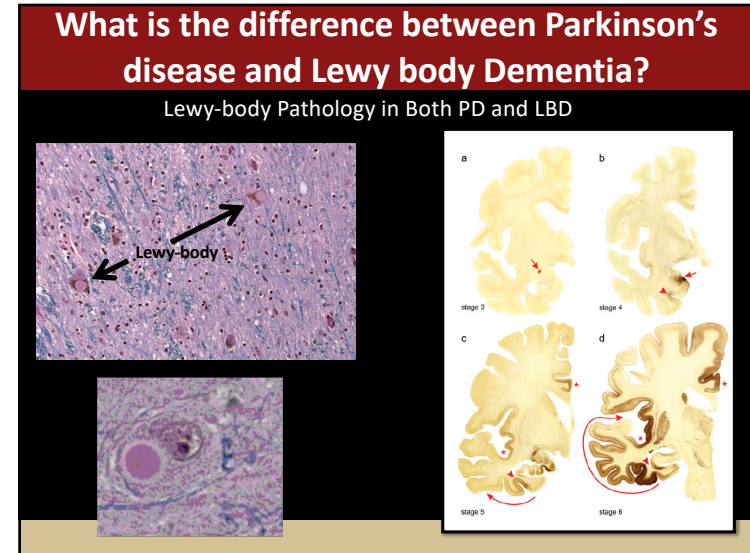 What is the difference between Parkinson's
disease and Lewy body Dementia?
Lewy-body Pathology in Both PD and LBD
Lewy-body
a
b
stage 3
stage 4
c
d
*
*
*
*
stage 5
stage 6